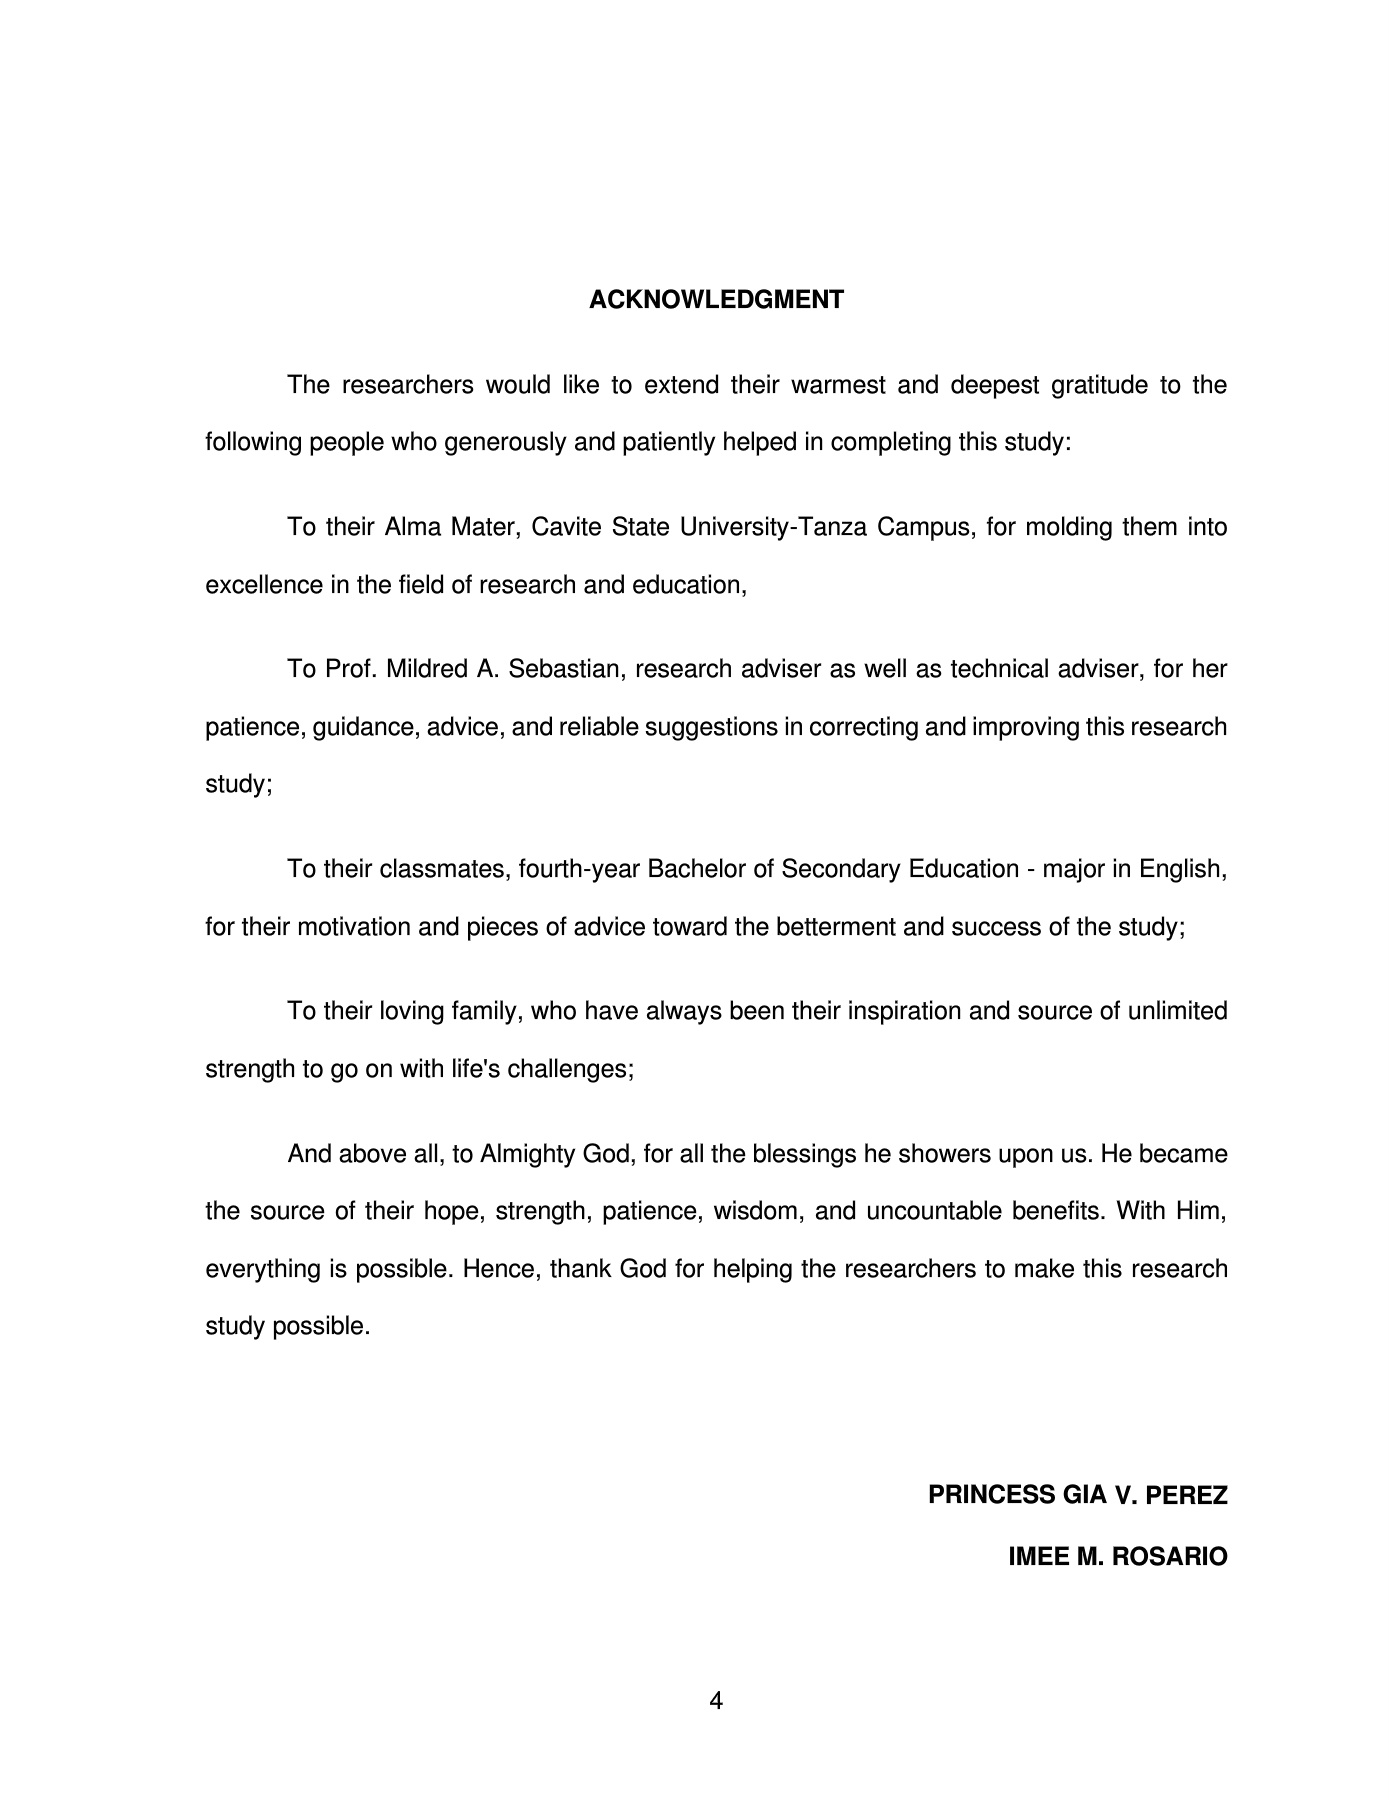 ACKNOWLEDGMENT
The researchers would like to extend their warmest and deepest gratitude to the
following people who generously and patiently helped in completing this study:
To their Alma Mater, Cavite State University-Tanza Campus, for molding them into
excellence in the field of research and education,
To Prof. Mildred A. Sebastian, research adviser as well as technical adviser, for her
patience, guidance, advice, and reliable suggestions in correcting and improving this research
study;
To their classmates, fourth-year Bachelor of Secondary Education - major in English,
for their motivation and pieces of advice toward the betterment and success of the study;
To their loving family, who have always been their inspiration and source of unlimited
strength to go on with life's challenges;
And above all, to Almighty God, for all the blessings he showers upon us. He became
the source of their hope, strength, patience, wisdom, and uncountable benefits. With Him,
everything is possible. Hence, thank God for helping the researchers to make this research
study possible.
PRINCESS GIA V. PEREZ
IMEE M. ROSARIO
4